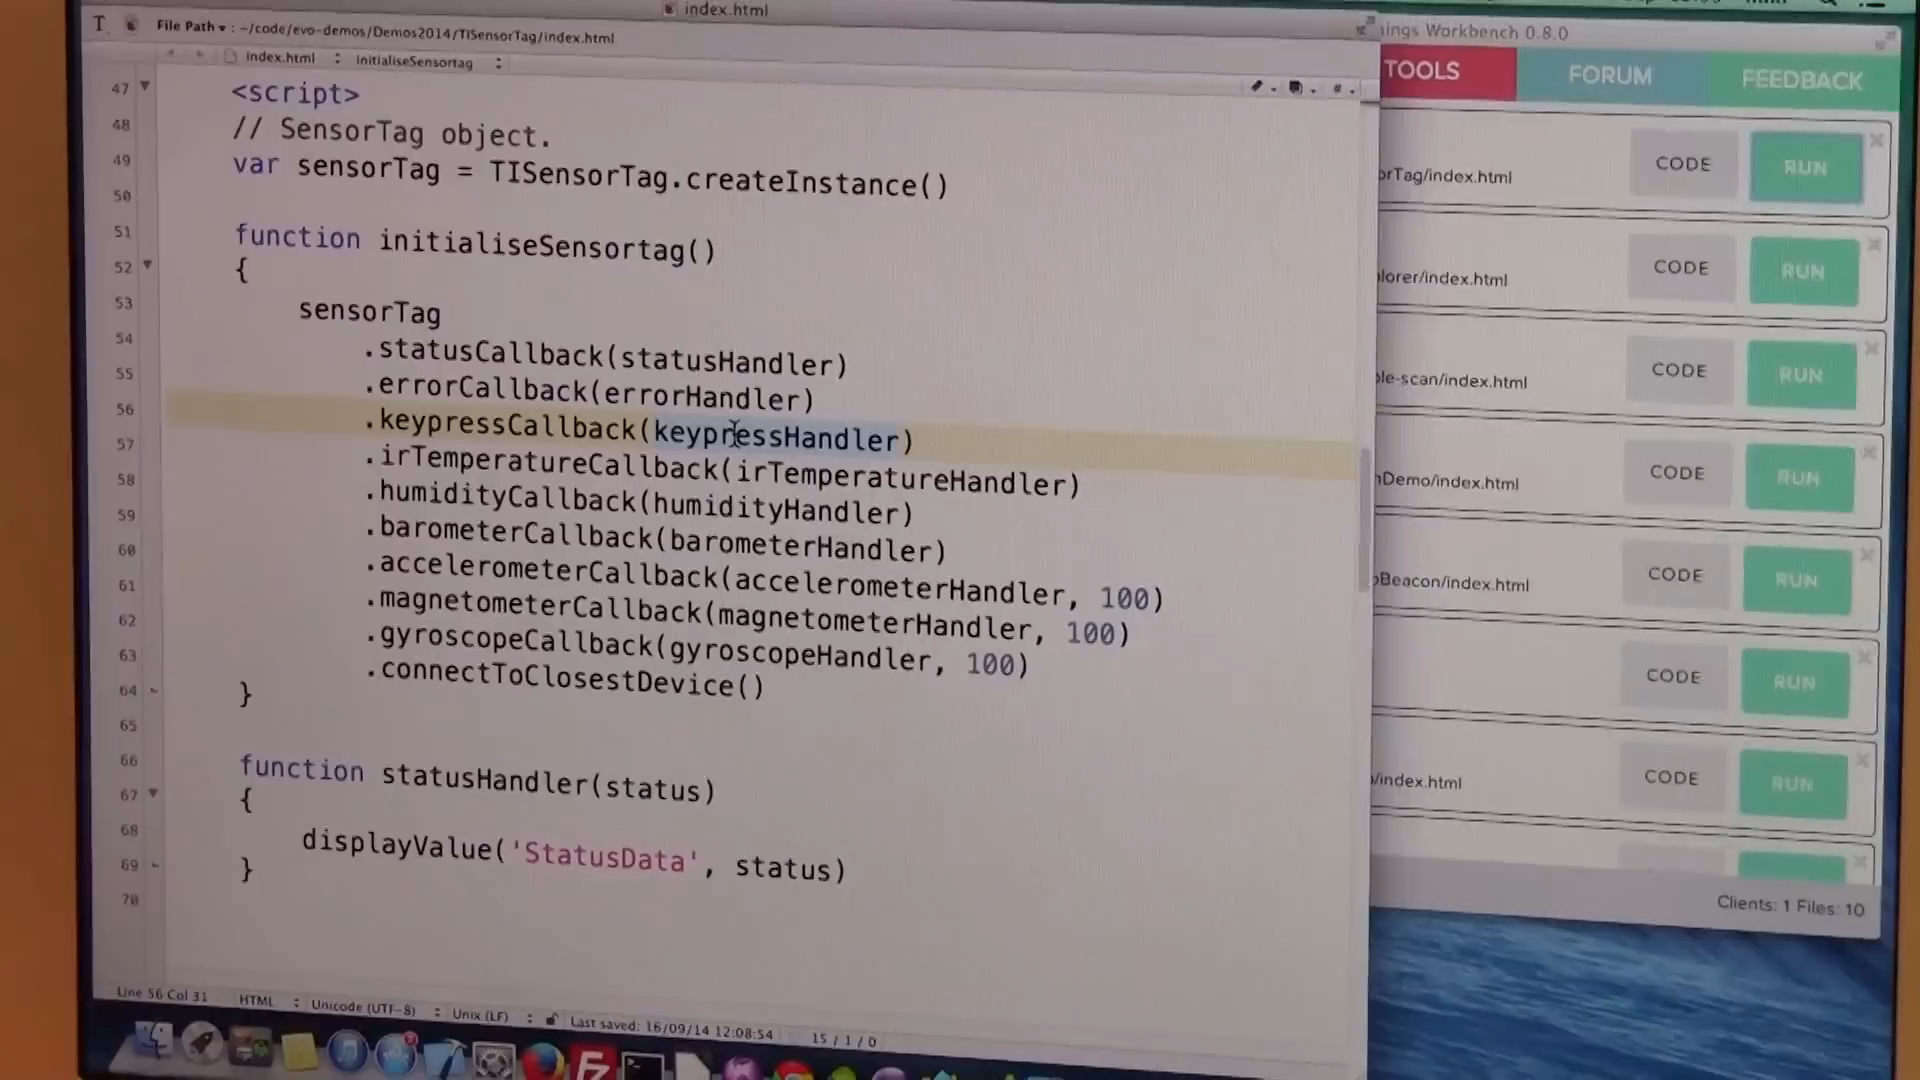 index.html
File Path ▾ : ~/code/evo-demos/Demos2014/TISensorTag/index.html
index.html initialiseSensortag
47 <script>
48 // SensorTag object.
49 var sensorTag = TISensorTag.createInstance()
50
51 function initialiseSensortag()
52 {
53 sensorTag
54 .statusCallback(statusHandler)
55 .errorCallback(errorHandler)
56 .keypressCallback(keypressHandler)
57 .irTemperatureCallback(irTemperatureHandler)
58 .humidityCallback(humidityHandler)
59 .barometerCallback(barometerHandler)
60 .accelerometerCallback(accelerometerHandler, 100)
61 .magnetometerCallback(magnetometerHandler, 100)
62 .gyroscopeCallback(gyroscopeHandler, 100)
63 .connectToClosestDevice()
64 }
65
66 function statusHandler(status)
67 {
68 displayValue('StatusData', status)
69 }
70
Line 56 Col 31 HTML Unicode (UTF-8) Unix (LF) Last saved: 16/09/14 12:08:54 15 / 1 / 0
ings Workbench 0.8.0
TOOLS FORUM FEEDBACK
orTag/index.html CODE RUN
plorer/index.html CODE RUN
ble-scan/index.html CODE RUN
nDemo/index.html CODE RUN
oBeacon/index.html CODE RUN
CODE RUN
/index.html CODE RUN
Clients: 1 Files: 10